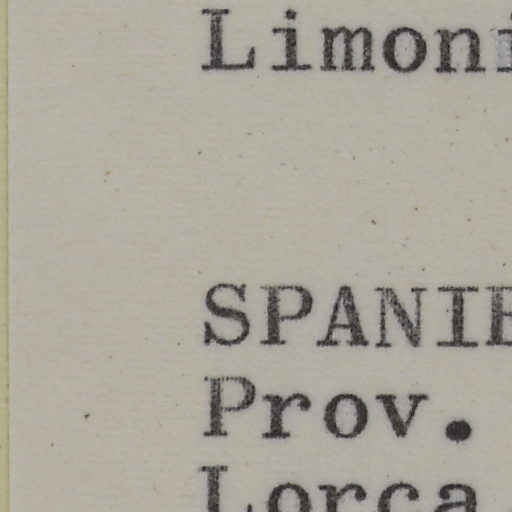 Limoni
SPANIE
Prov.
Lorca